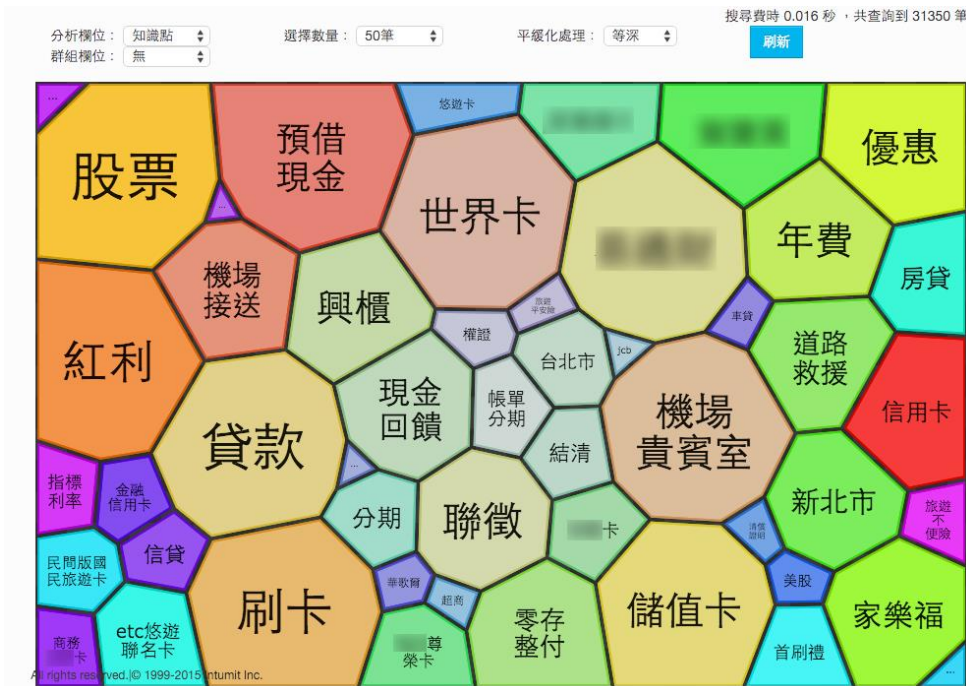 搜尋費時 0.016 秒 ，共查詢到 31350 筆
分析欄位： 知識點
選擇數量： 50筆
平緩化處理： 等深
刷新
群組欄位： 無
...
悠遊卡
股票
預借
現金
優惠
世界卡
...
年費
機場
接送
興櫃
房貸
旅遊
平安險
車貸
權證
紅利
台北市
jcb
道路
救援
現金
回饋
帳單
分期
機場
貴賓室
信用卡
貸款
結清
...
指標
利率
金融
信用卡
分期
聯徵
卡
新北市
旅遊
不
便險
清償
證明
信貸
民間版國
民旅遊卡
華歌爾
超商
美股
刷卡
儲值卡
家樂福
零存
整付
etc悠遊
聯名卡
尊
榮卡
商務
卡
首刷禮
...
All rights reserved.|© 1999-2015 Intumit Inc.